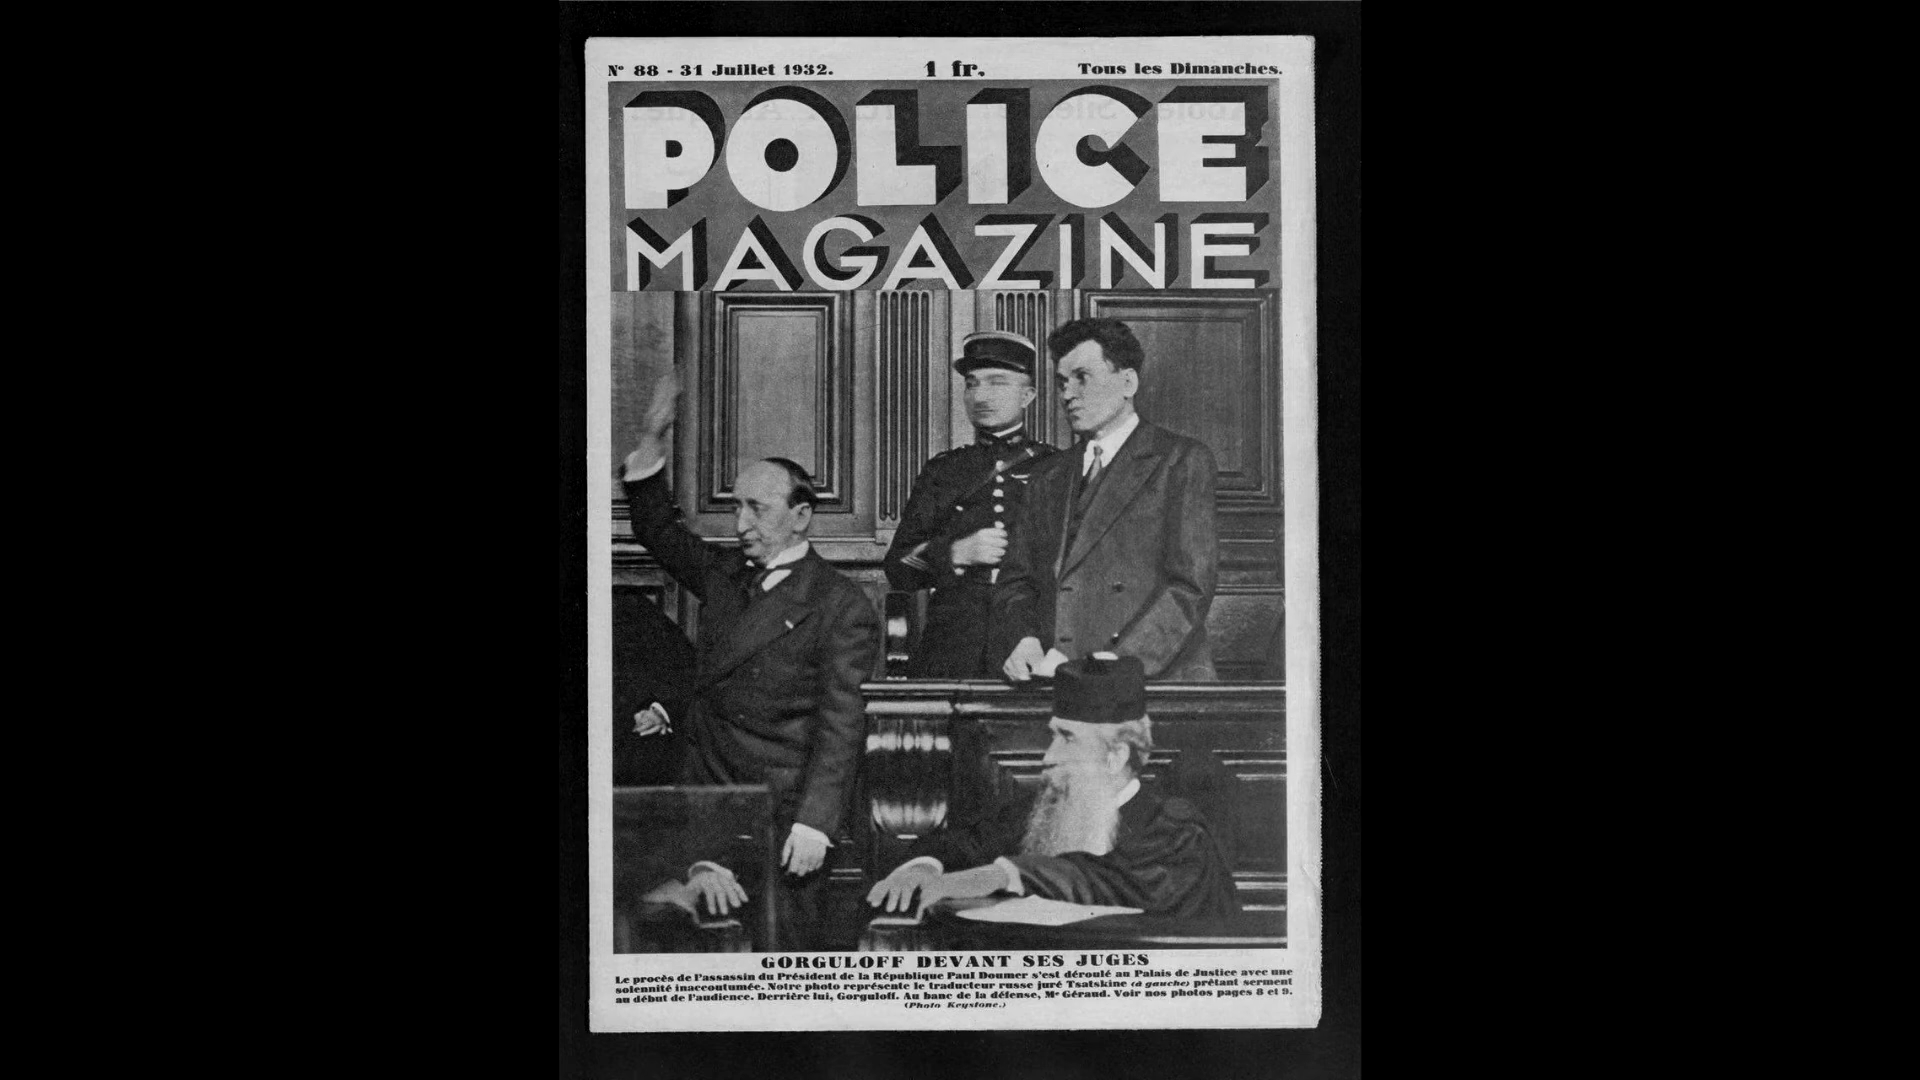 N° 88 - 31 Juillet 1932. 1 fr. Tous les Dimanches.
POLICE
MAGAZINE
GORGULOFF DEVANT SES JUGES
Le procès de l'assassin du Président de la République Paul Doumer s'est déroulé au Palais de Justice avec une
solennité inaccoutumée. Notre photo représente le traducteur russe juré Tsatskine (à gauche) prêtant serment
au début de l'audience. Derrière lui, Gorguloff. Au banc de la défense, Me Géraud. Voir nos photos pages 8 et 9.
(Photo Keystone.)